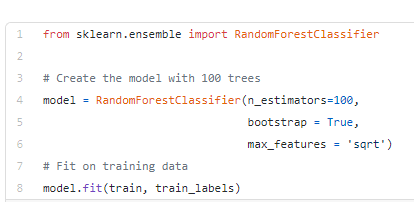 1 from sklearn.ensemble import RandomForestClassifier
2
3 # Create the model with 100 trees
4 model = RandomForestClassifier(n_estimators=100,
5                                bootstrap = True,
6                                max_features = 'sqrt')
7 # Fit on training data
8 model.fit(train, train_labels)